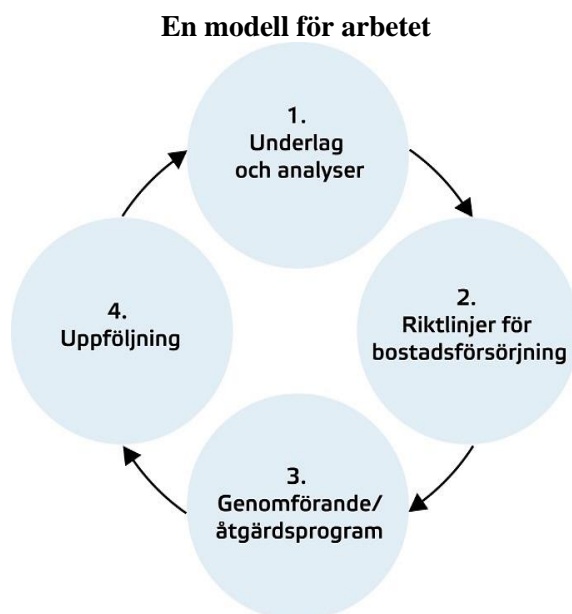 En modell för arbetet
1.
Underlag
och analyser
2.
Riktlinjer för
bostadsförsörjning
3.
Genomförande/
åtgärdsprogram
4.
Uppföljning